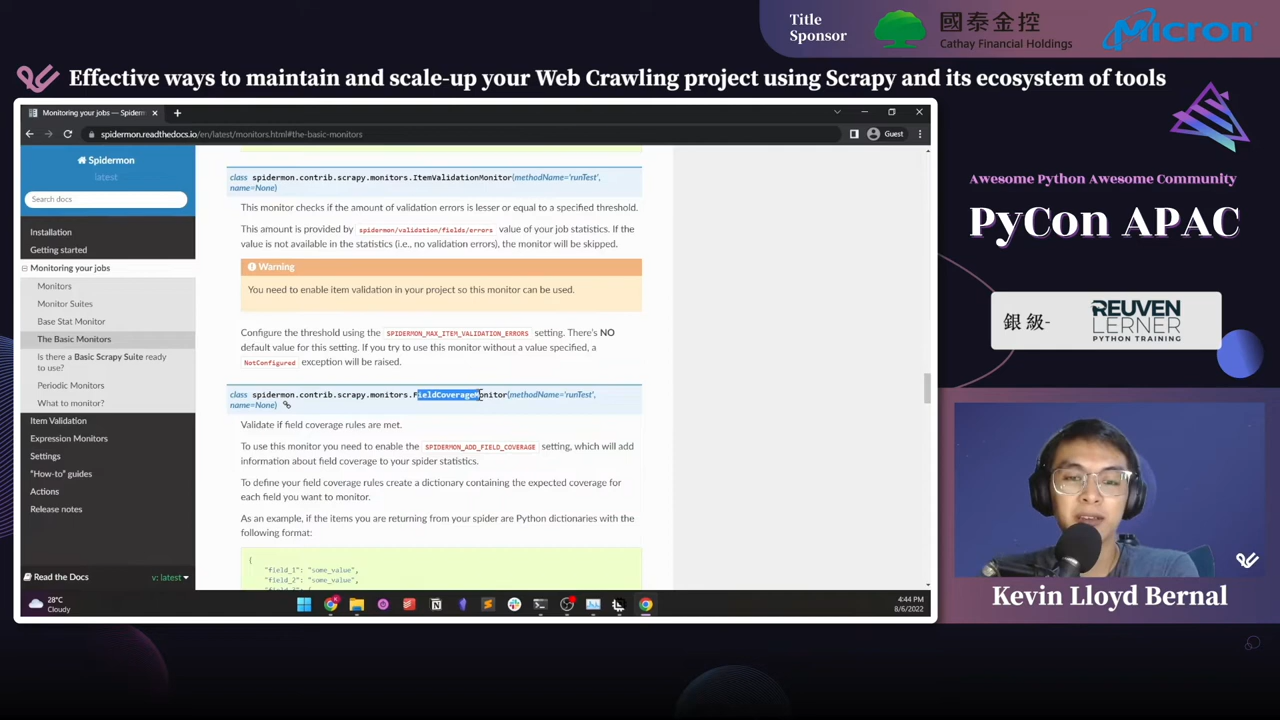 Title
Sponsor
國泰金控
Cathay Financial Holdings
Micron
Effective ways to maintain and scale-up your Web Crawling project using Scrapy and its ecosystem of tools
Monitoring your jobs — Spiderm
spidermon.readthedocs.io/en/latest/monitors.html#the-basic-monitors
Guest
Spidermon
latest
Search docs
Installation
Getting started
Monitoring your jobs
Monitors
Monitor Suites
Base Stat Monitor
The Basic Monitors
Is there a Basic Scrapy Suite ready
to use?
Periodic Monitors
What to monitor?
Item Validation
Expression Monitors
Settings
“How-to” guides
Actions
Release notes
Read the Docs
v: latest
class spidermon.contrib.scrapy.monitors.ItemValidationMonitor(methodName='runTest',
name=None)
This monitor checks if the amount of validation errors is lesser or equal to a specified threshold.
This amount is provided by spidermon/validation/fields/errors value of your job statistics. If the
value is not available in the statistics (i.e., no validation errors), the monitor will be skipped.
Warning
You need to enable item validation in your project so this monitor can be used.
Configure the threshold using the SPIDERMON_MAX_ITEM_VALIDATION_ERRORS setting. There’s NO
default value for this setting. If you try to use this monitor without a value specified, a
NotConfigured exception will be raised.
class spidermon.contrib.scrapy.monitors.FieldCoverageMonitor(methodName='runTest',
name=None)
Validate if field coverage rules are met.
To use this monitor you need to enable the SPIDERMON_ADD_FIELD_COVERAGE setting, which will add
information about field coverage to your spider statistics.
To define your field coverage rules create a dictionary containing the expected coverage for
each field you want to monitor.
As an example, if the items you are returning from your spider are Python dictionaries with the
following format:
{
"field_1": "some_value",
"field_2": "some_value",
28°C
Cloudy
4:44 PM
8/6/2022
Awesome Python Awesome Community
PyCon APAC
銀級-
REUVEN
LERNER
PYTHON TRAINING
Kevin Lloyd Bernal